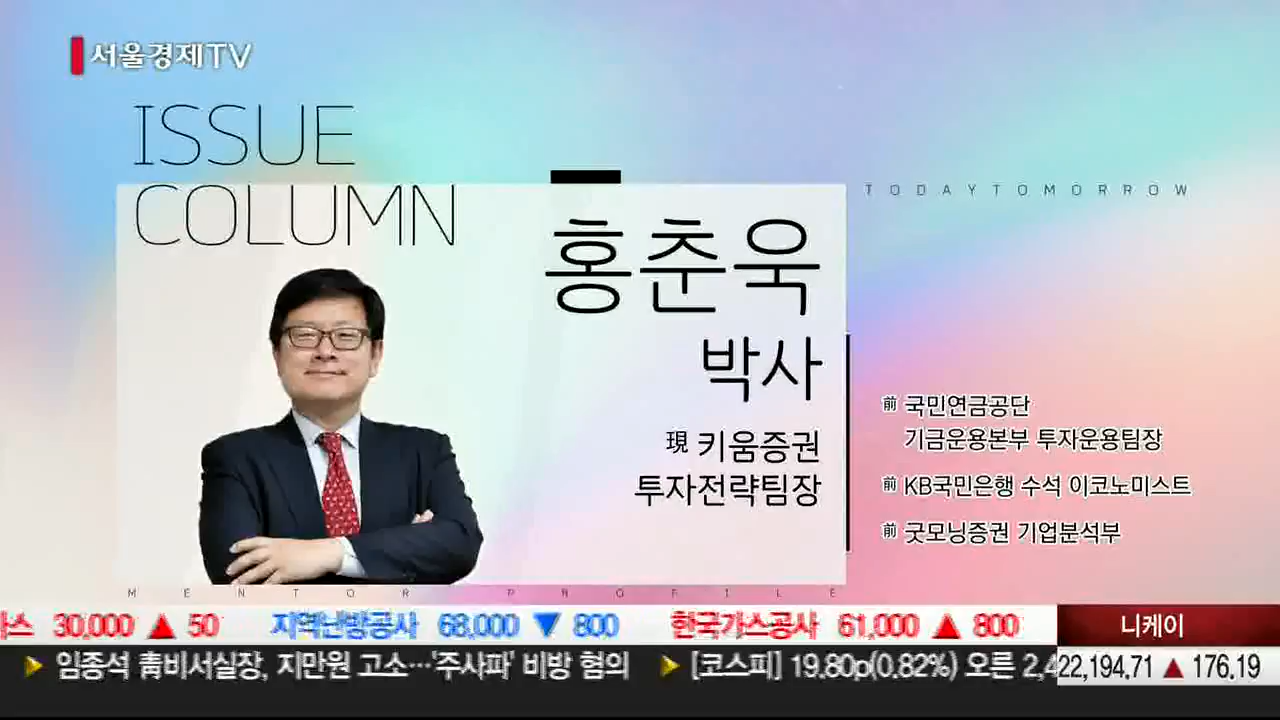 서울경제TV
ISSUE
COLUMN
TODAYTOMORROW
홍춘욱
박사
現 키움증권
투자전략팀장
前 국민연금공단
기금운용본부 투자운용팀장
前 KB국민은행 수석 이코노미스트
前 굿모닝증권 기업분석부
MENTOR PROFILE
가스 30,000 ▲ 50 지역난방공사 68,000 ▼ 800 한국가스공사 61,000 ▲ 800
니케이
▶ 임종석 靑비서실장, 지만원 고소…'주사파' 비방 혐의 ▶ [코스피] 19.80p(0.82%) 오른 2,4
22,194.71 ▲ 176.19